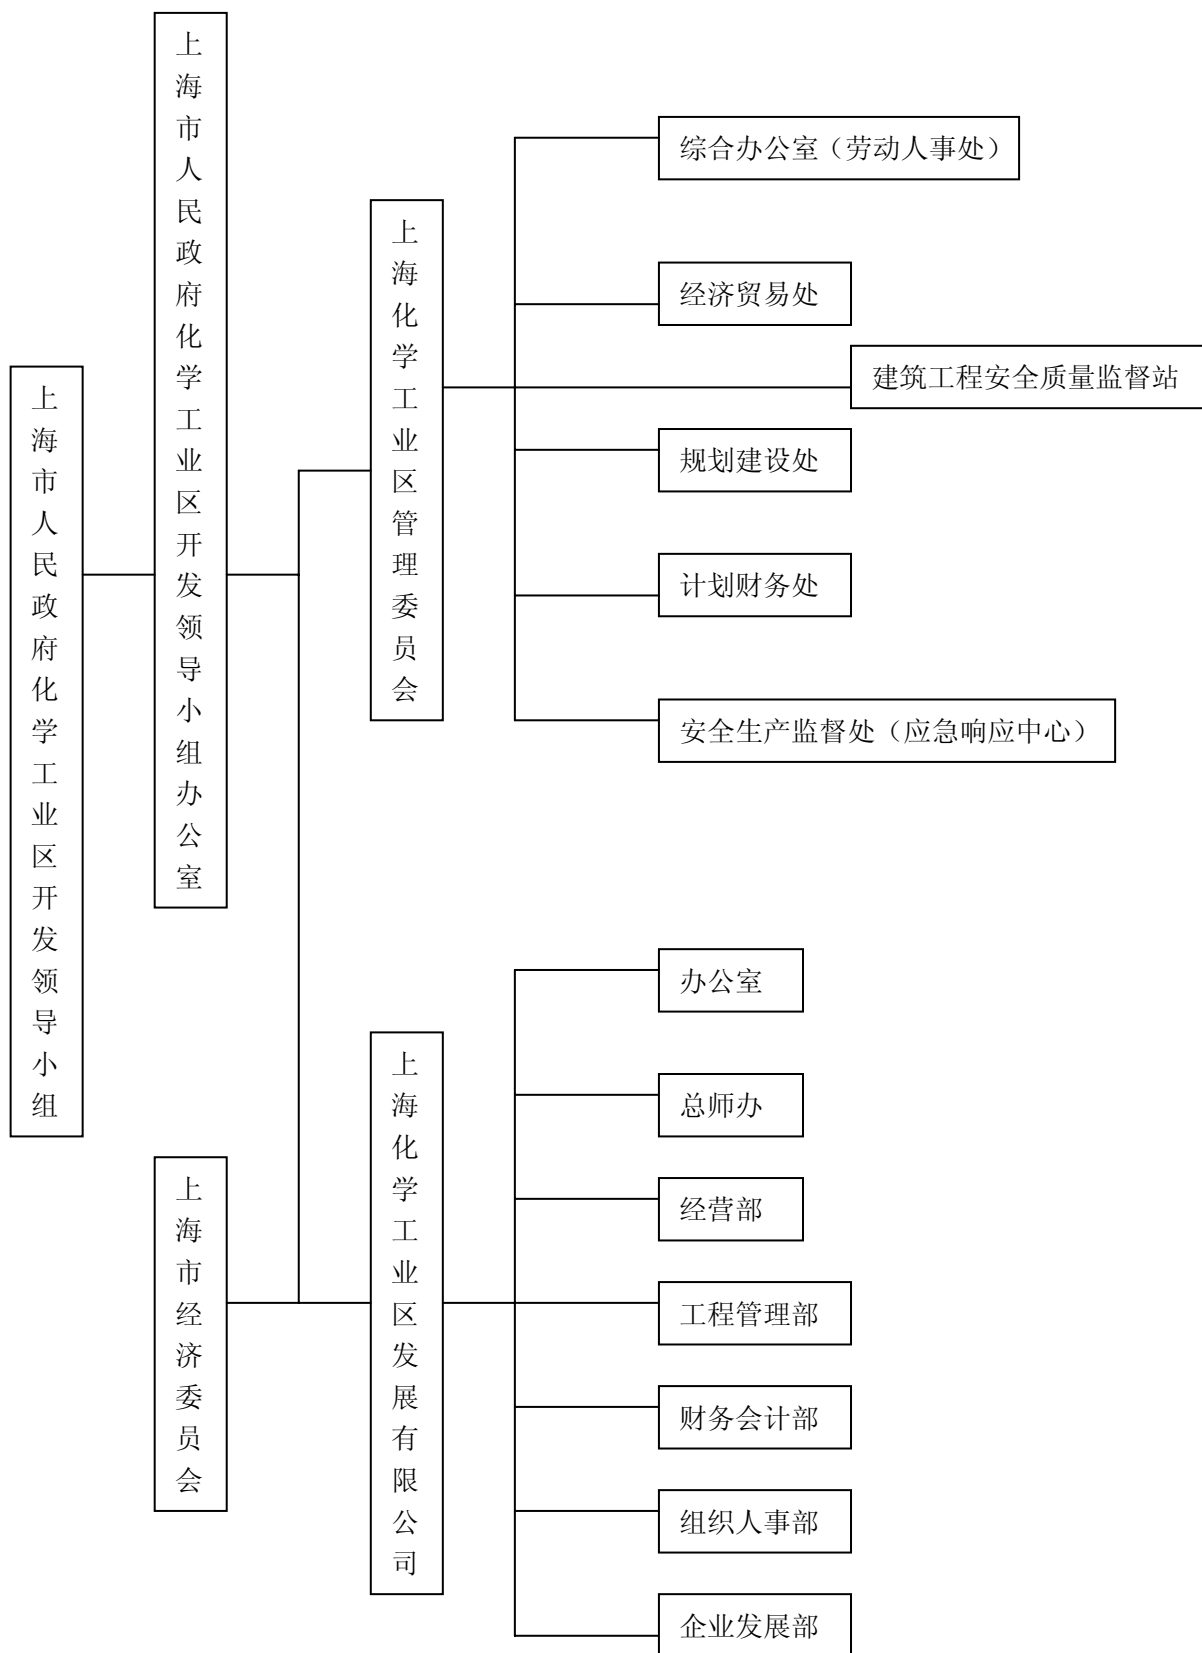 上海市人民政府化学工业区开发领导小组
上海市人民政府化学工业区开发领导小组办公室
上海化学工业区管理委员会
综合办公室（劳动人事处）
经济贸易处
建筑工程安全质量监督站
规划建设处
计划财务处
安全生产监督处（应急响应中心）
上海市经济委员会
上海化学工业区发展有限公司
办公室
总师办
经营部
工程管理部
财务会计部
组织人事部
企业发展部